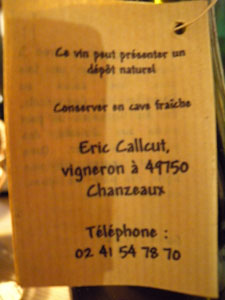 Ce vin peut présenter un
dépôt naturel
Conserver en cave fraîche
Eric Callcut,
vigneron à 49750
Chanzeaux
Téléphone :
02 41 54 78 70